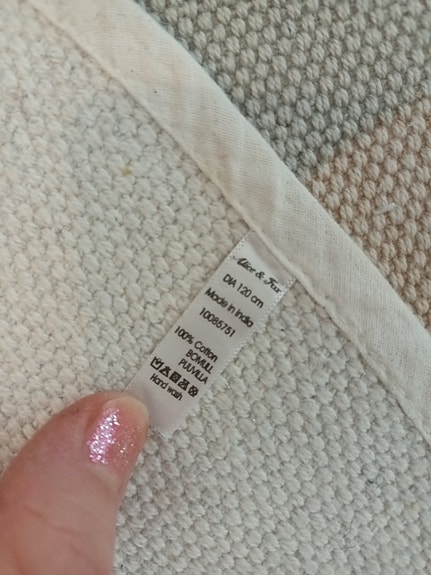 Alice & Fox
DIA 120 cm
Made in India
10085751
100% Cotton
BOMULL
PUUVILLA
Hand wash